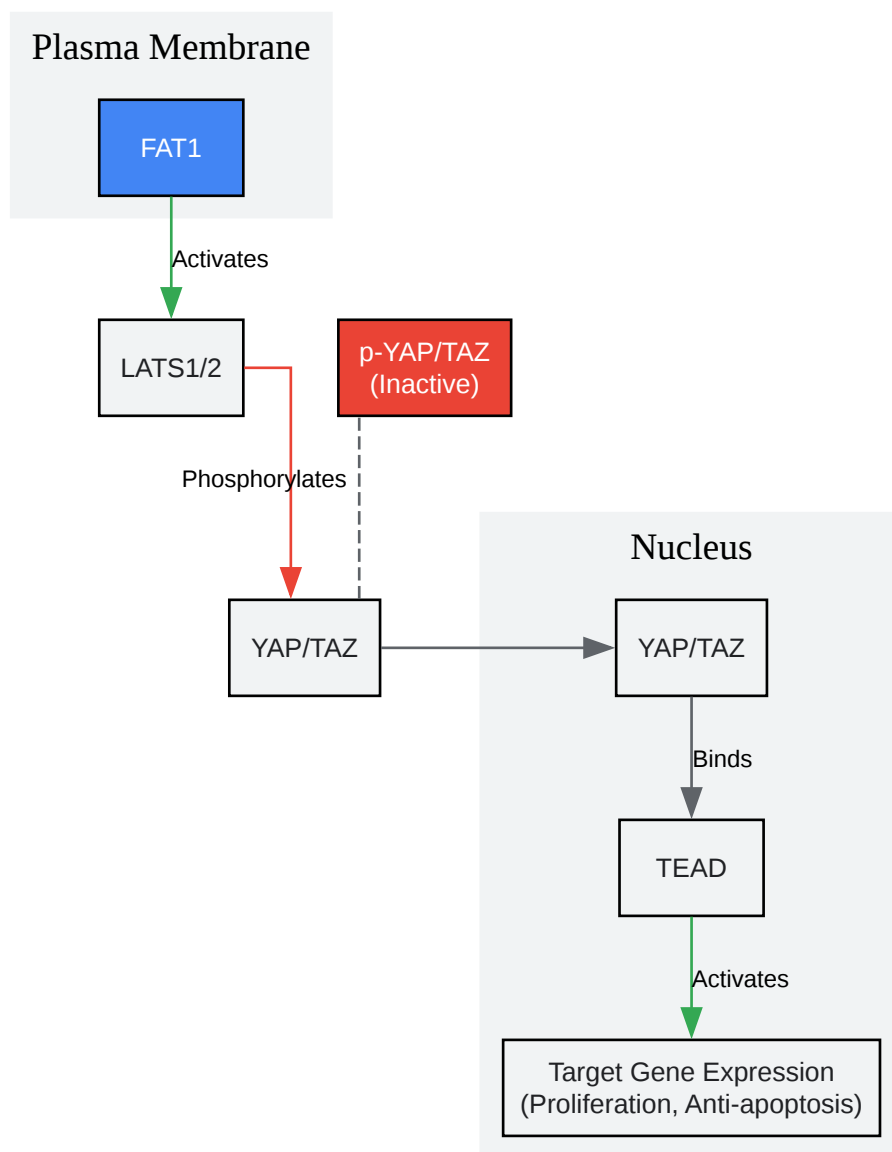 Plasma Membrane
FAT1
Activates
LATS1/2
p-YAP/TAZ
(Inactive)
Phosphorylates
Nucleus
YAP/TAZ
YAP/TAZ
Binds
TEAD
Activates
Target Gene Expression
(Proliferation, Anti-apoptosis)